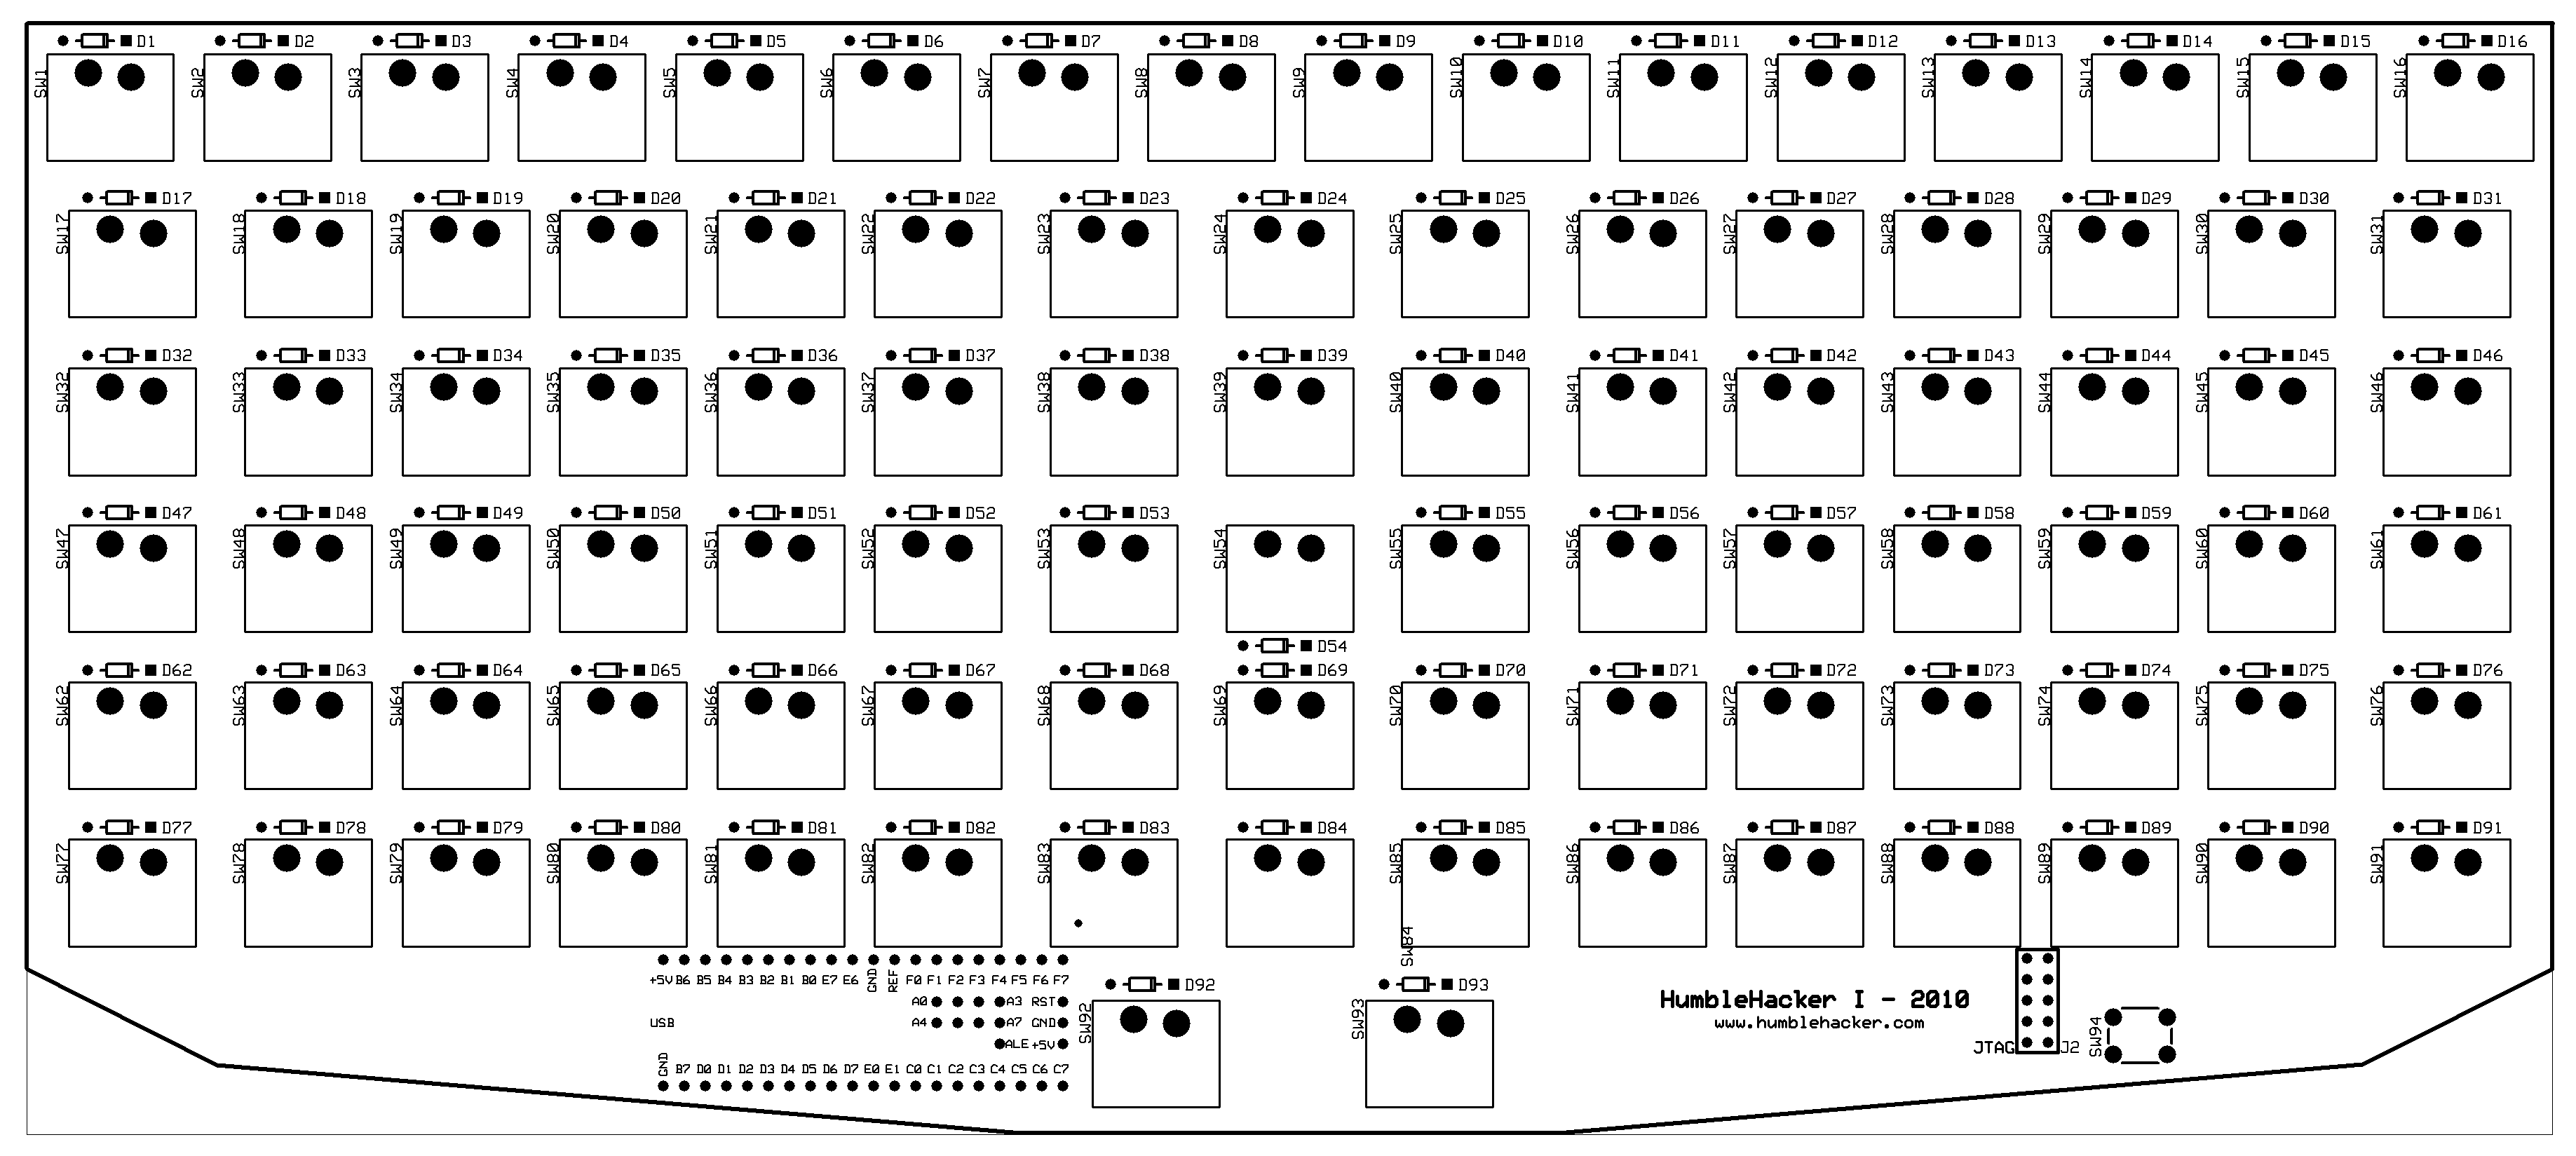 D1 D2 D3 D4 D5 D6 D7 D8 D9 D10 D11 D12 D13 D14 D15 D16
SW1 SW2 SW3 SW4 SW5 SW6 SW7 SW8 SW9 SW10 SW11 SW12 SW13 SW14 SW15 SW16
D17 D18 D19 D20 D21 D22 D23 D24 D25 D26 D27 D28 D29 D30 D31
SW17 SW18 SW19 SW20 SW21 SW22 SW23 SW24 SW25 SW26 SW27 SW28 SW29 SW30 SW31
D32 D33 D34 D35 D36 D37 D38 D39 D40 D41 D42 D43 D44 D45 D46
SW32 SW33 SW34 SW35 SW36 SW37 SW38 SW39 SW40 SW41 SW42 SW43 SW44 SW45 SW46
D47 D48 D49 D50 D51 D52 D53 D55 D56 D57 D58 D59 D60 D61
SW47 SW48 SW49 SW50 SW51 SW52 SW53 SW54 SW55 SW56 SW57 SW58 SW59 SW60 SW61
D54
D62 D63 D64 D65 D66 D67 D68 D69 D70 D71 D72 D73 D74 D75 D76
SW62 SW63 SW64 SW65 SW66 SW67 SW68 SW69 SW70 SW71 SW72 SW73 SW74 SW75 SW76
D77 D78 D79 D80 D81 D82 D83 D84 D85 D86 D87 D88 D89 D90 D91
SW77 SW78 SW79 SW80 SW81 SW82 SW83 SW85 SW86 SW87 SW88 SW89 SW90 SW91
SW84
+5V B6 B5 B4 B3 B2 B1 B0 E7 E6 GND REF F0 F1 F2 F3 F4 F5 F6 F7
D92 D93
A0 A3 RST
HumbleHacker I - 2010
USB A4 A7 GND
SW92 SW93
www.humblehacker.com
ALE +5V
JTAG J2 SW94
GND B7 D0 D1 D2 D3 D4 D5 D6 D7 E0 E1 C0 C1 C2 C3 C4 C5 C6 C7